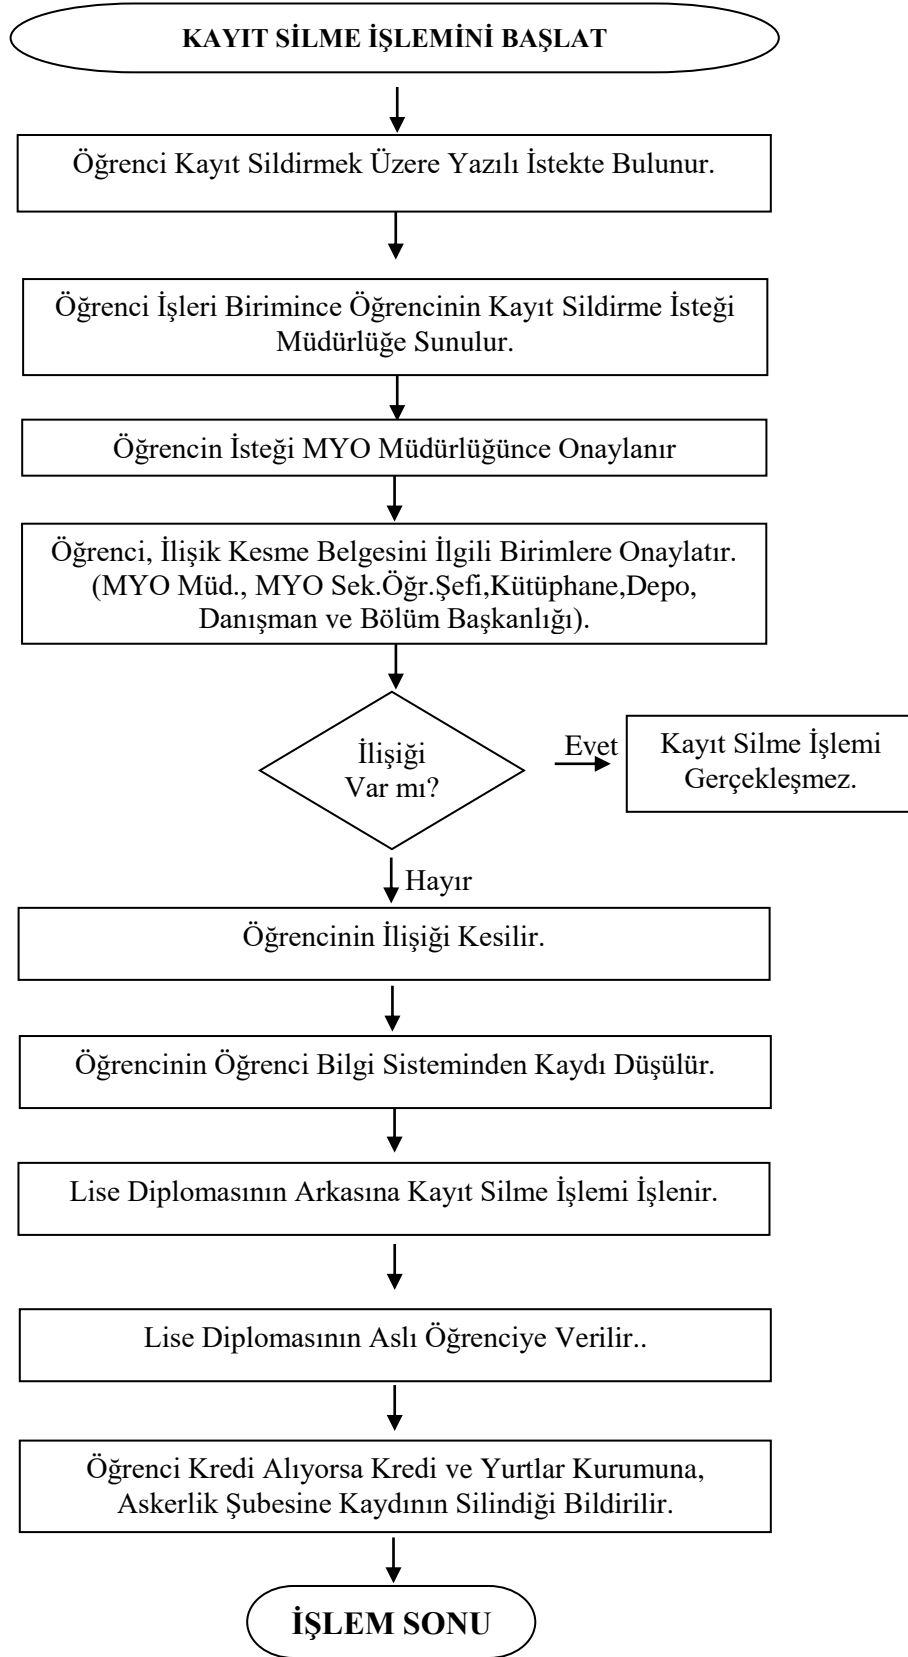 KAYIT SİLME İŞLEMİNİ BAŞLAT
Öğrenci Kayıt Sildirmek Üzere Yazılı İstekte Bulunur.
Öğrenci İşleri Birimince Öğrencinin Kayıt Sildirme İsteği
Müdürlüğe Sunulur.
Öğrencin İsteği MYO Müdürlüğünce Onaylanır
Öğrenci, İlişik Kesme Belgesini İlgili Birimlere Onaylatır.
(MYO Müd., MYO Sek.Öğr.Şefi,Kütüphane,Depo,
Danışman ve Bölüm Başkanlığı).
İlişiği
Var mı?
Evet
Kayıt Silme İşlemi
Gerçekleşmez.
Hayır
Öğrencinin İlişiği Kesilir.
Öğrencinin Öğrenci Bilgi Sisteminden Kaydı Düşülür.
Lise Diplomasının Arkasına Kayıt Silme İşlemi İşlenir.
Lise Diplomasının Aslı Öğrenciye Verilir..
Öğrenci Kredi Alıyorsa Kredi ve Yurtlar Kurumuna,
Askerlik Şubesine Kaydının Silindiği Bildirilir.
İŞLEM SONU